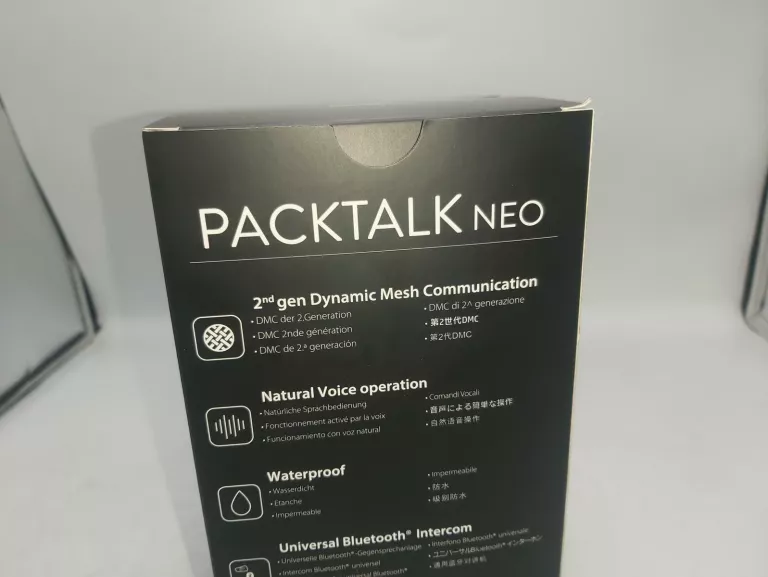 PACKTALK NEO
2nd gen Dynamic Mesh Communication
• DMC der 2.Generation
• DMC 2nde génération
• DMC de 2.ª generación
• DMC di 2^ generazione
• 第2世代DMC
• 第2代DMC
Natural Voice operation
• Natürliche Sprachbedienung
• Fonctionnement activé par la voix
• Funcionamiento con voz natural
• Comandi Vocali
• 音声による簡単な操作
• 自然语音操作
Waterproof
• Wasserdicht
• Étanche
• Impermeable
• Impermeabile
• 防水
• 级别防水
Universal Bluetooth® Intercom
• Universelle Bluetooth®-Gegensprechanlage
• Intercom Bluetooth® universel
Bluetooth®
• Interfono Bluetooth® universale
• ユニバーサルBluetooth®インターホン
• 通用蓝牙对讲机